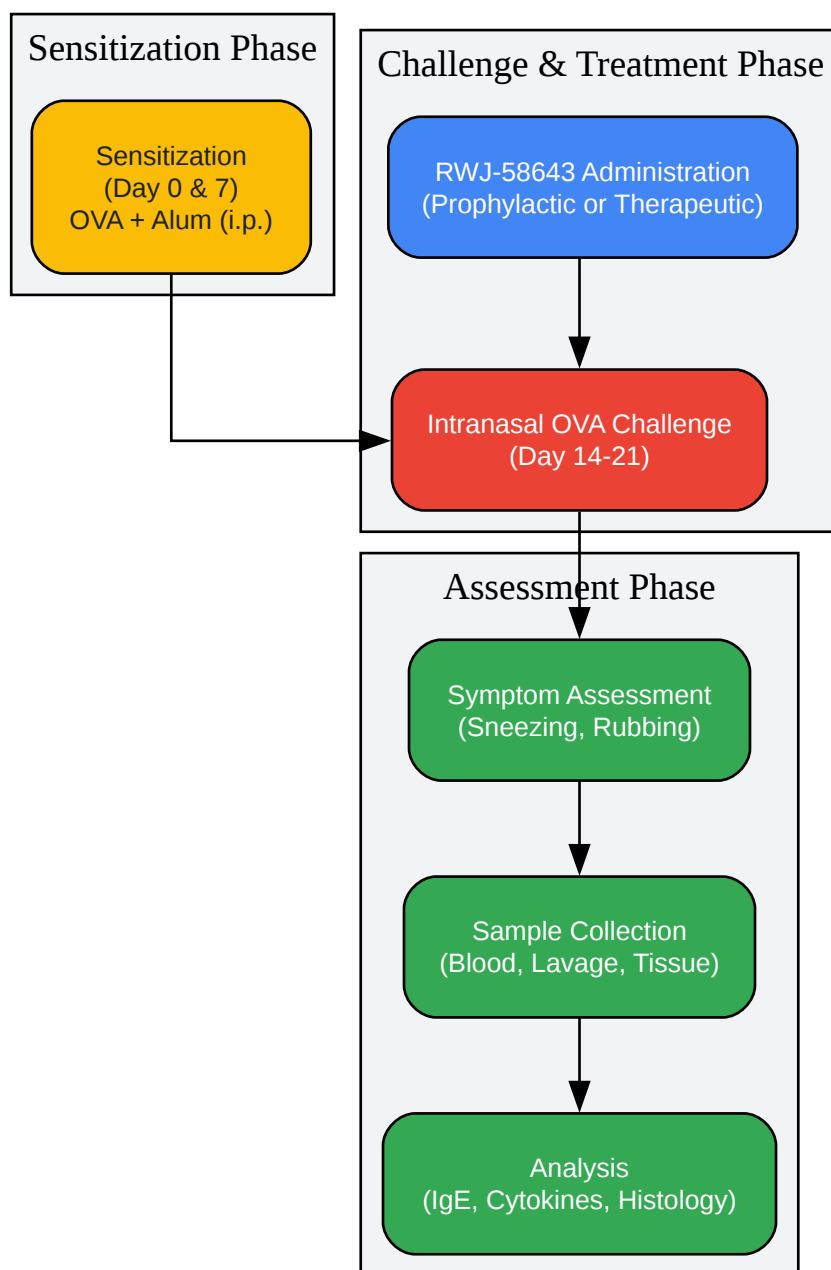 Sensitization Phase
Sensitization
(Day 0 & 7)
OVA + Alum (i.p.)
Challenge & Treatment Phase
RWJ-58643 Administration
(Prophylactic or Therapeutic)
Intranasal OVA Challenge
(Day 14-21)
Assessment Phase
Symptom Assessment
(Sneezing, Rubbing)
Sample Collection
(Blood, Lavage, Tissue)
Analysis
(IgE, Cytokines, Histology)